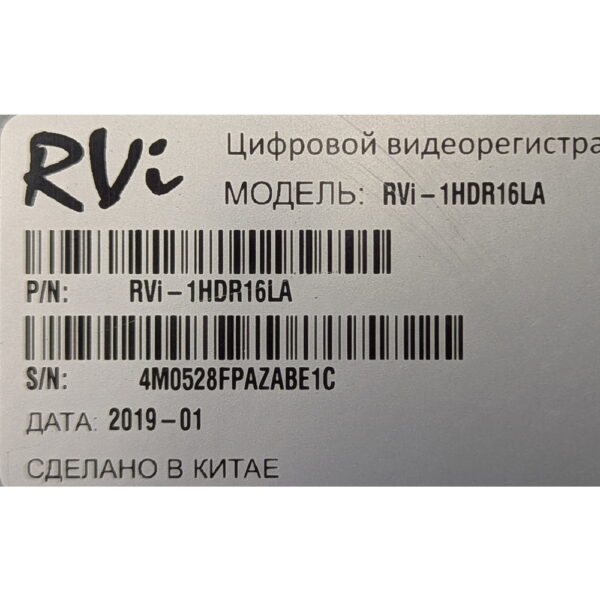 RVi
Цифровой видеорегистра
МОДЕЛЬ: RVi-1HDR16LA
P/N: RVi-1HDR16LA
S/N: 4M0528FPAZABE1C
ДАТА: 2019-01
СДЕЛАНО В КИТАЕ